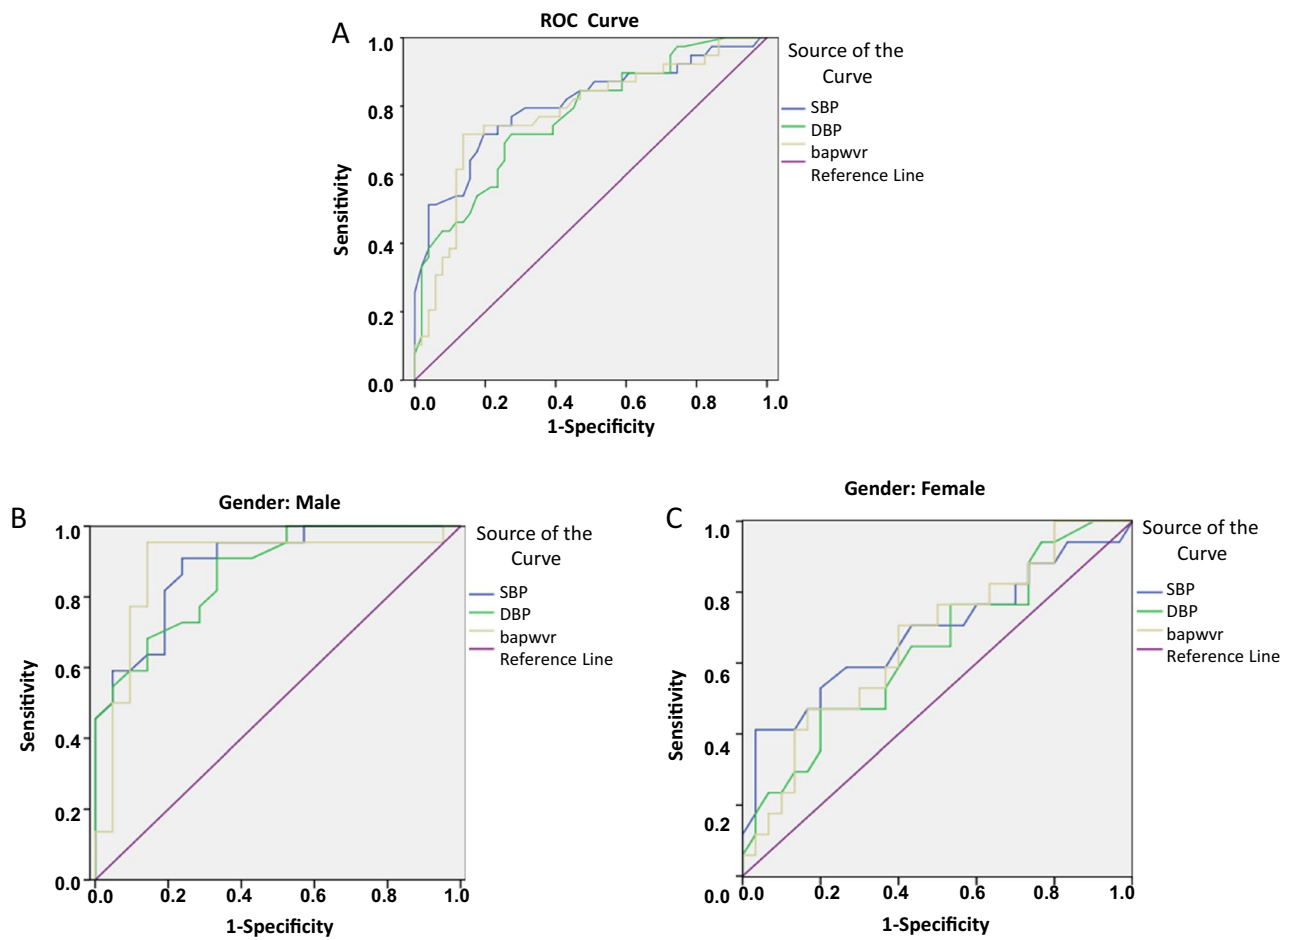 A
ROC Curve
Source of the
Curve
SBP
DBP
bapwvr
Reference Line
Sensitivity
1.0
0.8
0.6
0.4
0.2
0.0
0.0 0.2 0.4 0.6 0.8 1.0
1-Specificity
B
Gender: Male
Source of the
Curve
SBP
DBP
bapwvr
Reference Line
Sensitivity
1.0
0.8
0.6
0.4
0.2
0.0
0.0 0.2 0.4 0.6 0.8 1.0
1-Specificity
C
Gender: Female
Source of the
Curve
SBP
DBP
bapwvr
Reference Line
Sensitivity
1.0
0.8
0.6
0.4
0.2
0.0
0.0 0.2 0.4 0.6 0.8 1.0
1-Specificity